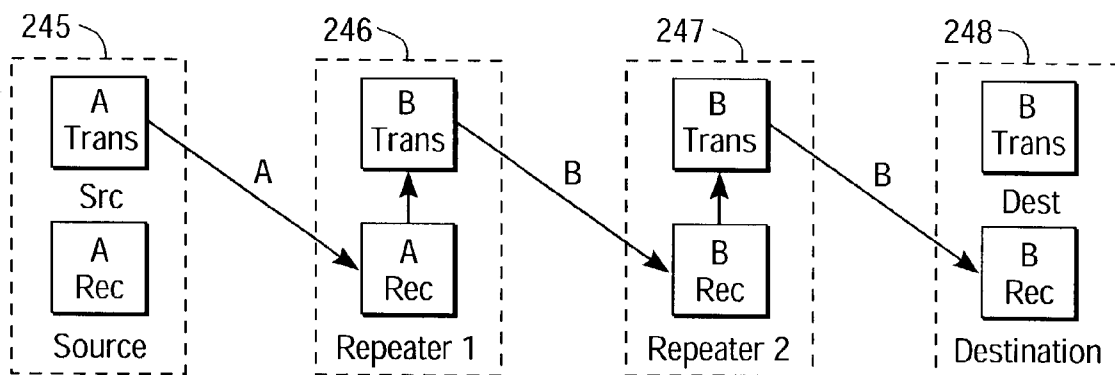 245
246
247
248
A
Trans
B
Trans
B
Trans
B
Trans
A
B
B
Src
Dest
A
Rec
A
Rec
B
Rec
B
Rec
Source
Repeater 1
Repeater 2
Destination